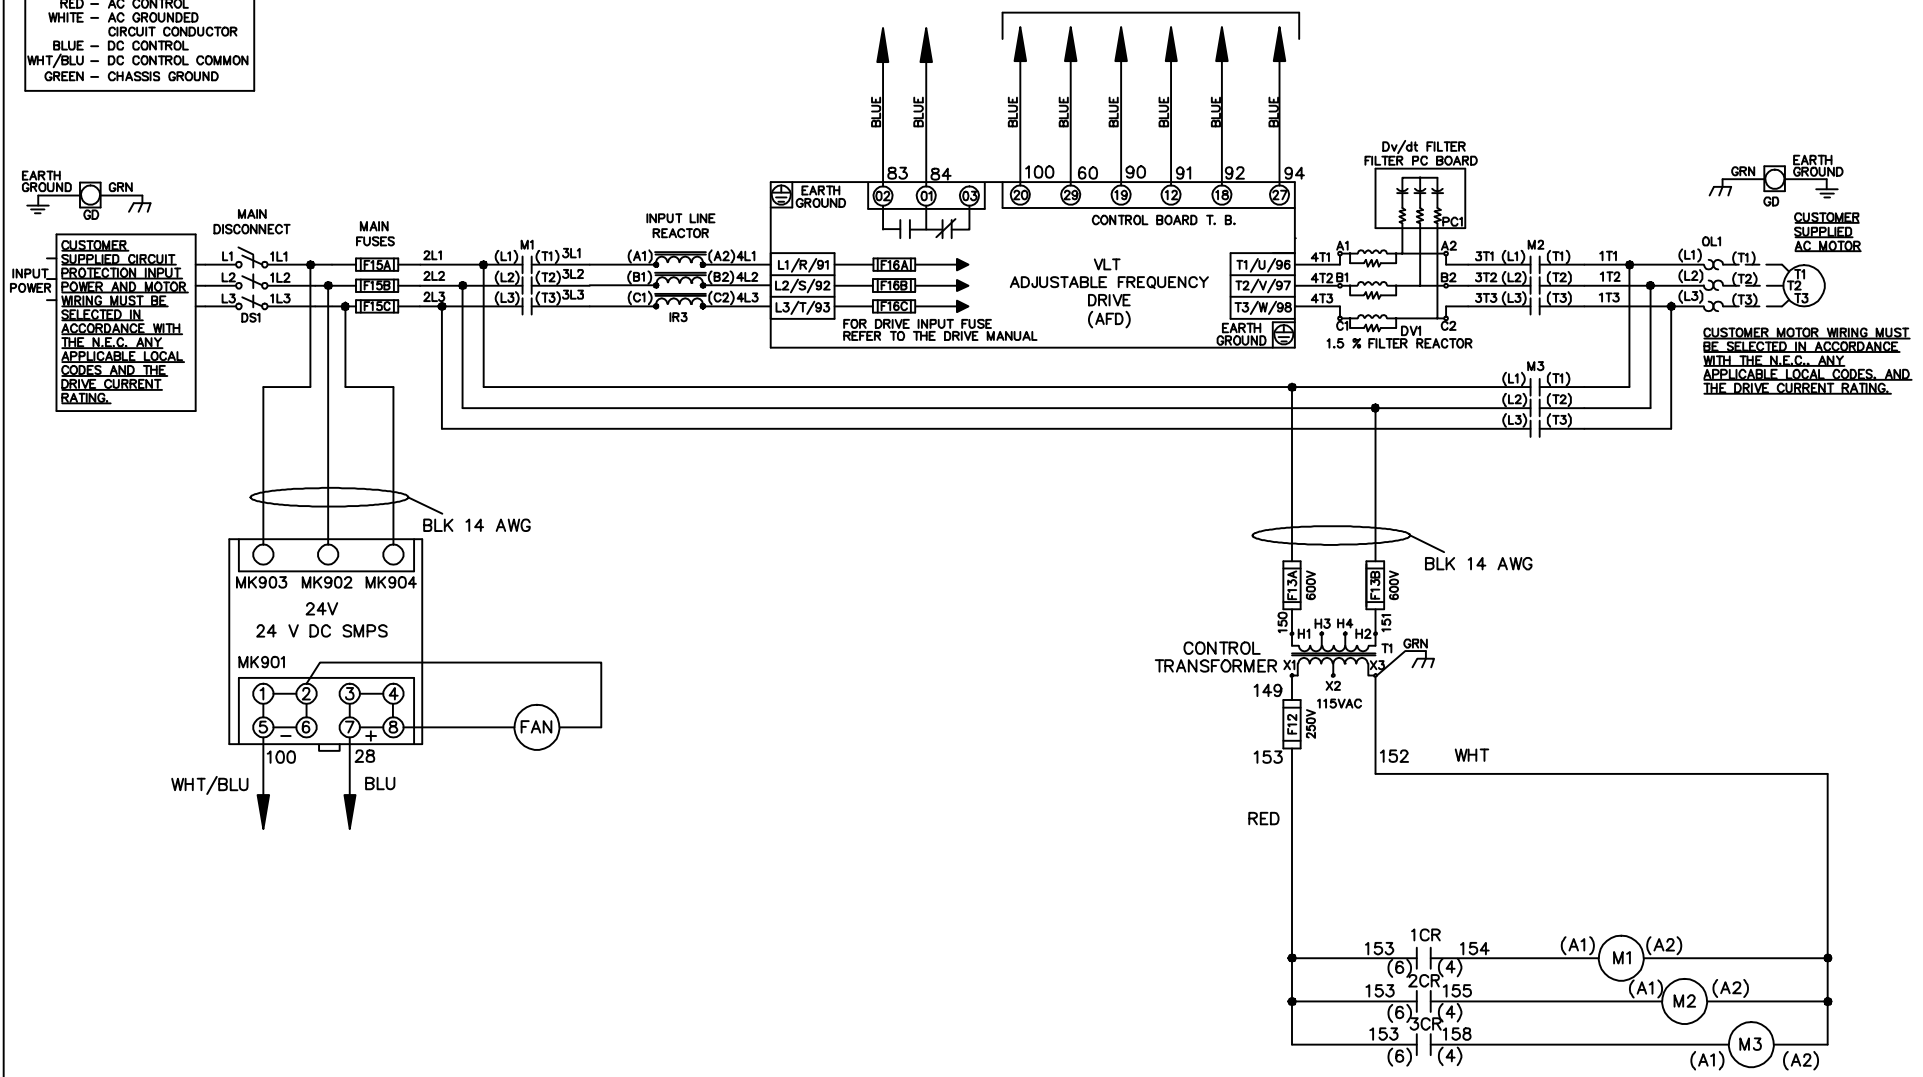 RED – AC CONTROL
WHITE – AC GROUNDED
CIRCUIT CONDUCTOR
BLUE – DC CONTROL
WHT/BLU – DC CONTROL COMMON
GREEN – CHASSIS GROUND
BLUE BLUE BLUE BLUE BLUE BLUE BLUE BLUE
EARTH
GROUND
GRN
GD
MAIN
DISCONNECT
L1 1L1
L2 1L2
L3 1L3
DS1
INPUT
POWER
CUSTOMER
SUPPLIED CIRCUIT
PROTECTION INPUT
POWER AND MOTOR
WIRING MUST BE
SELECTED IN
ACCORDANCE WITH
THE N.E.C. ANY
APPLICABLE LOCAL
CODES AND THE
DRIVE CURRENT
RATING.
MAIN
FUSES
F15A
F15B
F15C
2L1
2L2
2L3
M1
(L1) (T1) 3L1
(L2) (T2) 3L2
(L3) (T3) 3L3
INPUT LINE
REACTOR
(A1) (A2) 4L1
(B1) (B2) 4L2
(C1) (C2) 4L3
IR3
83 84
100 60 90 91 92 94
EARTH
GROUND
02 01 03
20 29 19 12 18 27
CONTROL BOARD T. B.
L1/R/91
L2/S/92
L3/T/93
F16A
F16B
F16C
FOR DRIVE INPUT FUSE
REFER TO THE DRIVE MANUAL
VLT
ADJUSTABLE FREQUENCY
DRIVE
(AFD)
T1/U/96
T2/V/97
T3/W/98
EARTH
GROUND
Dv/dt FILTER
FILTER PC BOARD
PC1
4T1 A1 A2
4T2 B1 B2
4T3 C1 C2
DV1
1.5 % FILTER REACTOR
M2
3T1 (L1) (T1) 1T1
3T2 (L2) (T2) 1T2
3T3 (L3) (T3) 1T3
OL1
(L1) (T1)
(L2) (T2)
(L3) (T3)
T1
T2
T3
GRN
GD
EARTH
GROUND
CUSTOMER
SUPPLIED
AC MOTOR
CUSTOMER MOTOR WIRING MUST
BE SELECTED IN ACCORDANCE
WITH THE N.E.C., ANY
APPLICABLE LOCAL CODES, AND
THE DRIVE CURRENT RATING.
M3
(L1) (T1)
(L2) (T2)
(L3) (T3)
BLK 14 AWG
MK903 MK902 MK904
24V
24 V DC SMPS
MK901
1 2 3 4
5 – 6 7 + 8
FAN
100 28
WHT/BLU BLU
BLK 14 AWG
F13A 600V
F13B 600V
150 151
H1 H3 H4 H2
T1
GRN
CONTROL
TRANSFORMER
X1 X2 X3
115VAC
149
F12 250V
153
152 WHT
RED
1CR
153 154 (A1) M1 (A2)
(6) (4)
2CR
153 155 (A1) M2 (A2)
(6) (4)
3CR
153 158 M3
(6) (4) (A1) (A2)